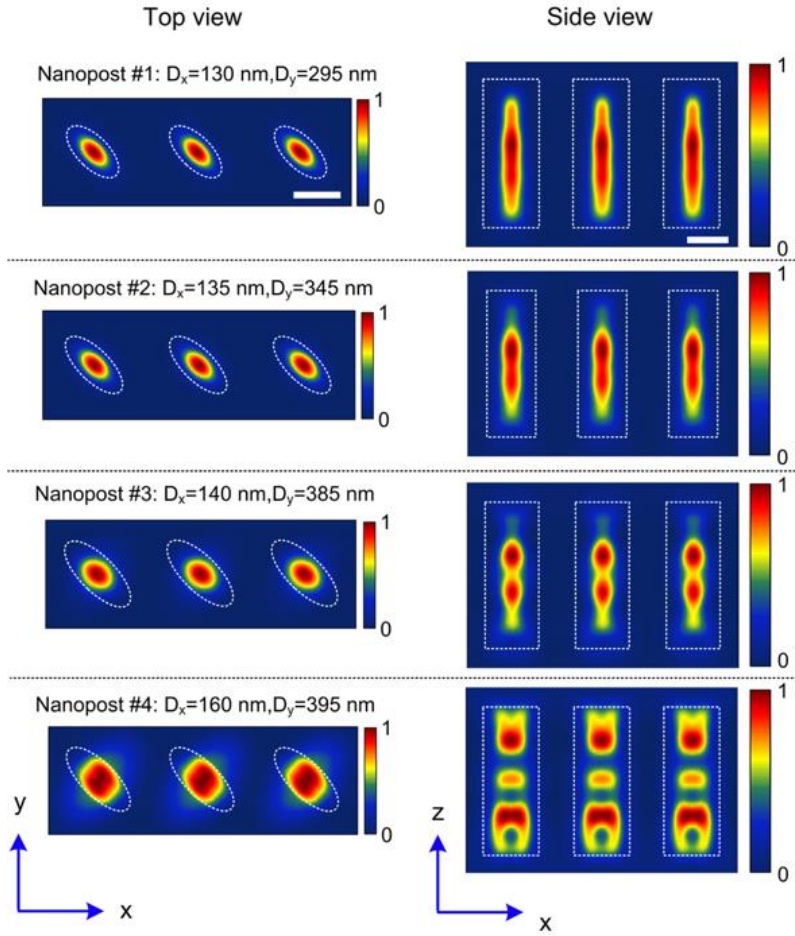 Top view
Side view
Nanopost #1: Dx=130 nm,Dy=295 nm
1
0
1
0
Nanopost #2: Dx=135 nm,Dy=345 nm
1
0
1
0
Nanopost #3: Dx=140 nm,Dy=385 nm
1
0
1
0
Nanopost #4: Dx=160 nm,Dy=395 nm
1
0
1
0
y
x
z
x